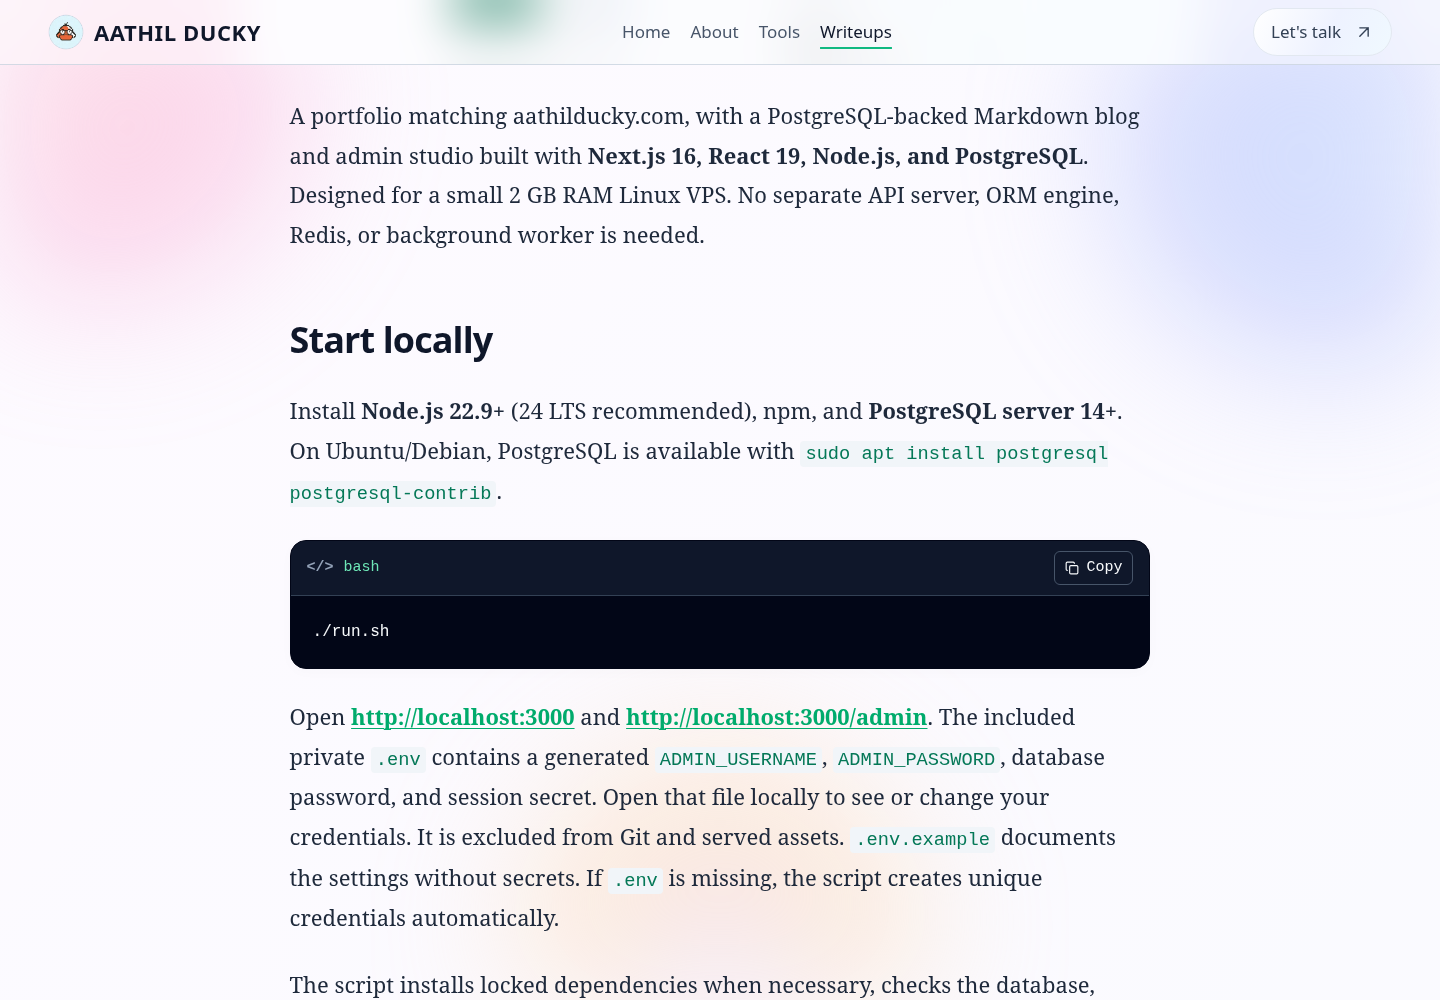 AATHIL DUCKY
Home About Tools Writeups
Let's talk
A portfolio matching aathilducky.com, with a PostgreSQL-backed Markdown blog
and admin studio built with Next.js 16, React 19, Node.js, and PostgreSQL.
Designed for a small 2 GB RAM Linux VPS. No separate API server, ORM engine,
Redis, or background worker is needed.
Start locally
Install Node.js 22.9+ (24 LTS recommended), npm, and PostgreSQL server 14+.
On Ubuntu/Debian, PostgreSQL is available with sudo apt install postgresql
postgresql-contrib.
</> bash
Copy
./run.sh
Open http://localhost:3000 and http://localhost:3000/admin. The included
private .env contains a generated ADMIN_USERNAME, ADMIN_PASSWORD, database
password, and session secret. Open that file locally to see or change your
credentials. It is excluded from Git and served assets. .env.example documents
the settings without secrets. If .env is missing, the script creates unique
credentials automatically.
The script installs locked dependencies when necessary, checks the database,